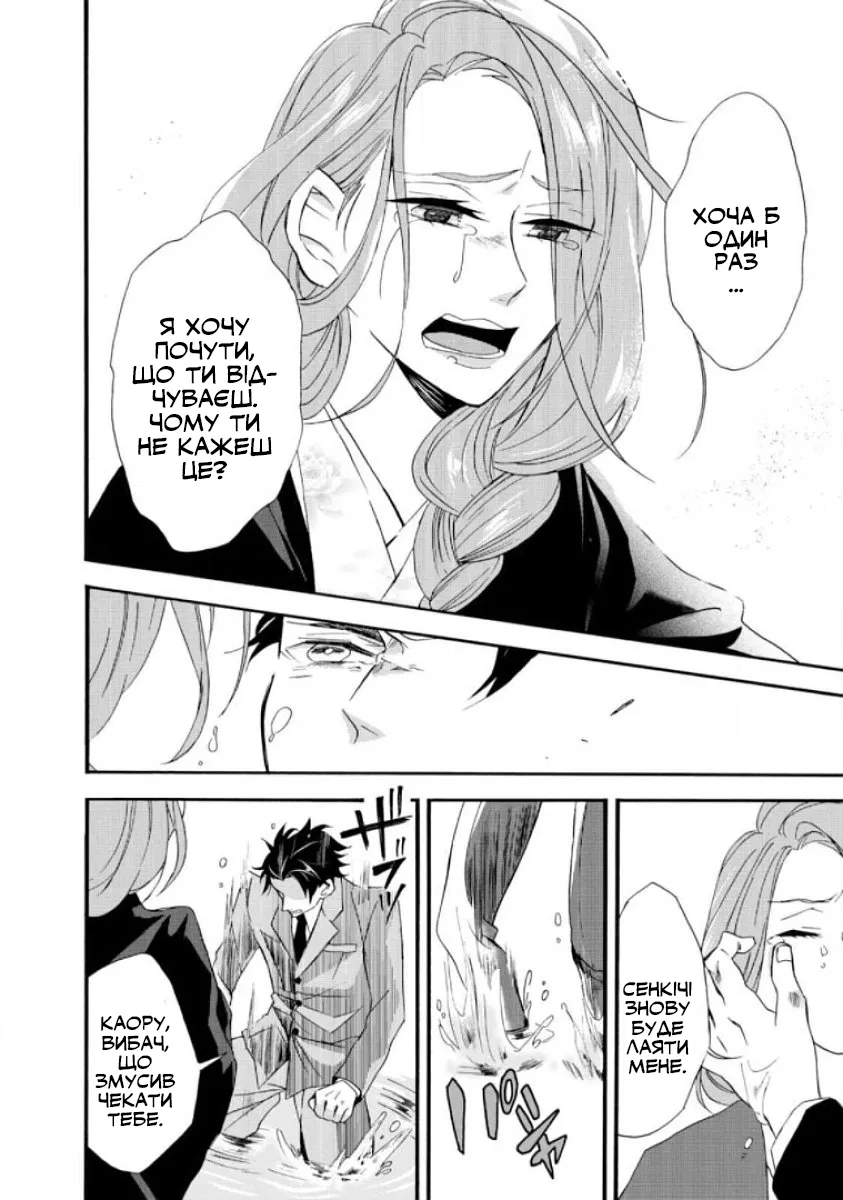 ХОЧА Б
ОДИН
РАЗ
...
Я ХОЧУ
ПОЧУТИ,
ЩО ТИ ВІД-
ЧУВАЄШ.
ЧОМУ ТИ
НЕ КАЖЕШ
ЦЕ?
СЕНКІЧІ
ЗНОВУ
БУДЕ
ЛАЯТИ
МЕНЕ.
КАОРУ,
ВИБАЧ,
ЩО
ЗМУСИВ
ЧЕКАТИ
ТЕБЕ.